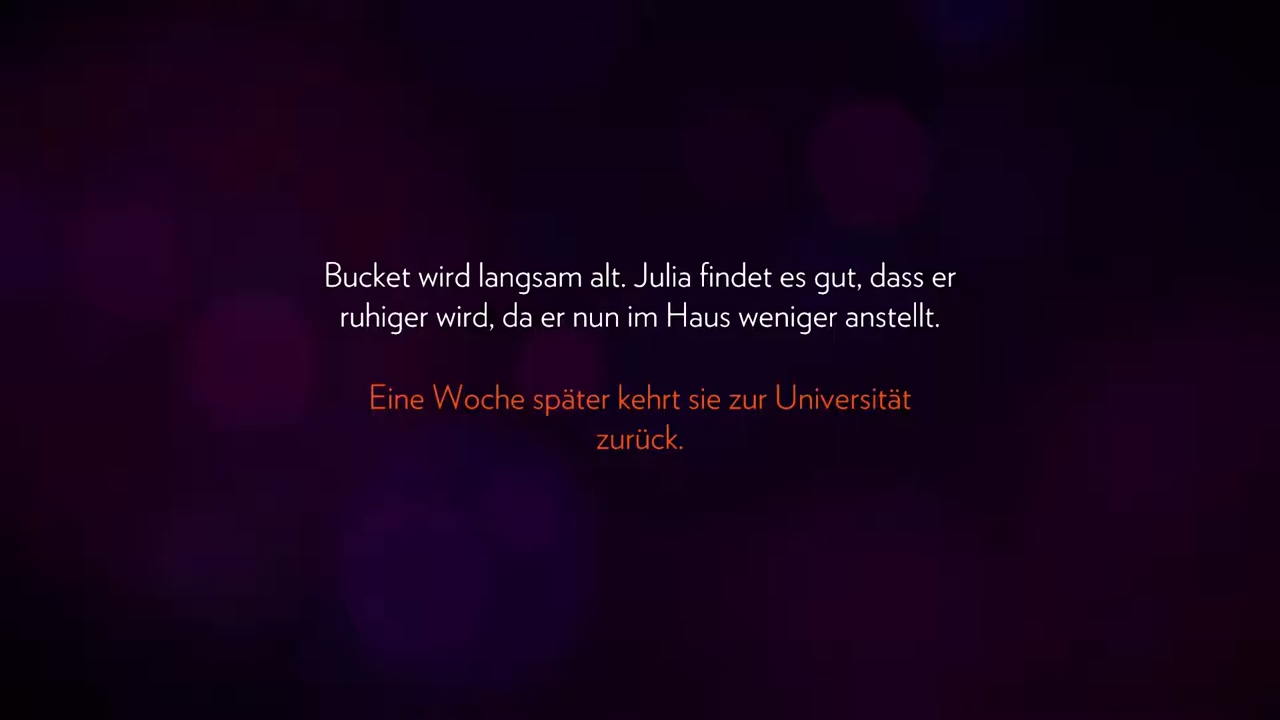 Bucket wird langsam alt. Julia findet es gut, dass er
ruhiger wird, da er nun im Haus weniger anstellt.
Eine Woche später kehrt sie zur Universität
zurück.